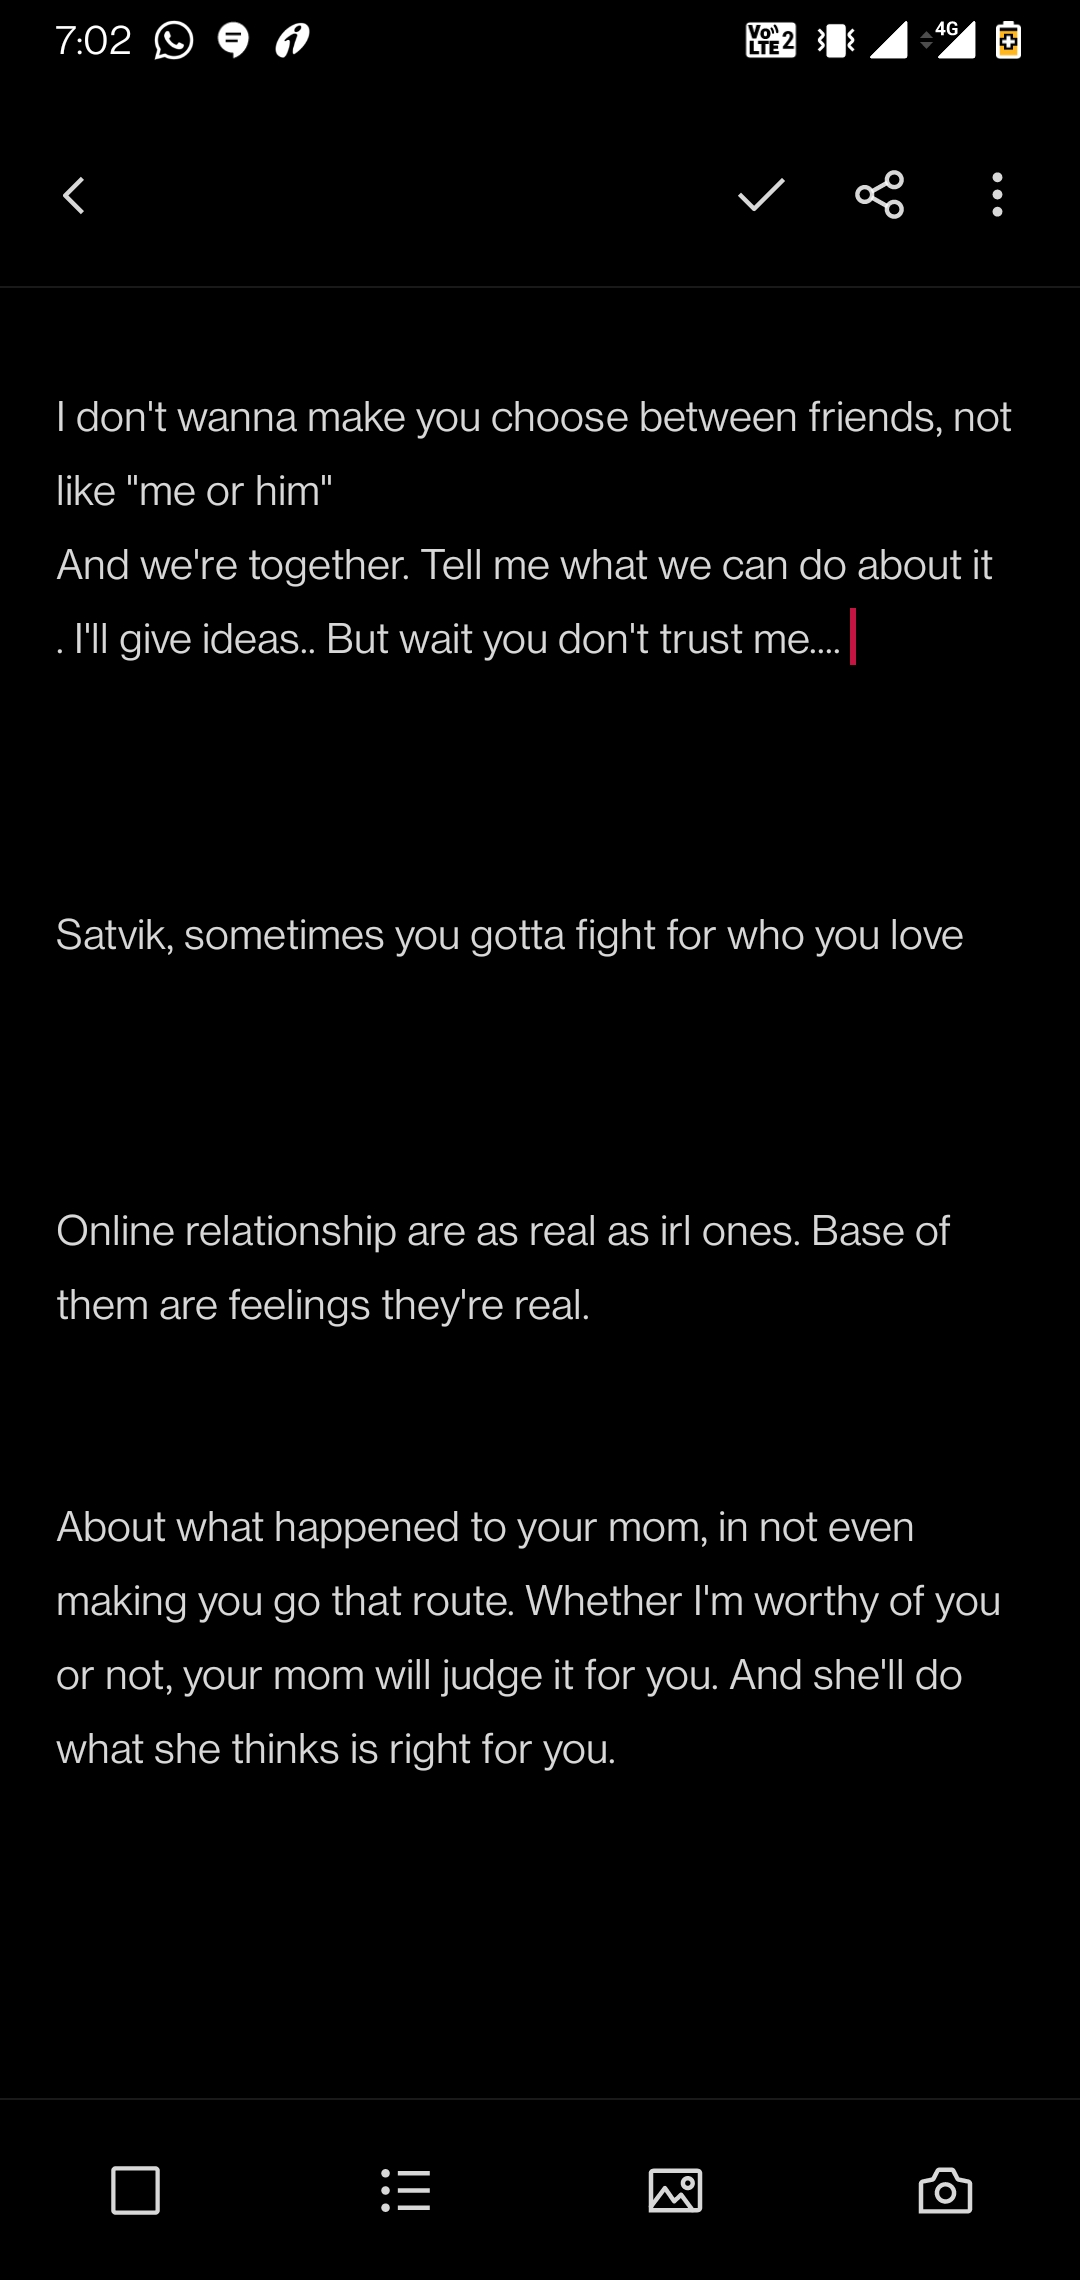 7:02
Vo LTE 2
4G
I don't wanna make you choose between friends, not
like "me or him"
And we're together. Tell me what we can do about it
. I'll give ideas.. But wait you don't trust me....
Satvik, sometimes you gotta fight for who you love
Online relationship are as real as irl ones. Base of
them are feelings they're real.
About what happened to your mom, in not even
making you go that route. Whether I'm worthy of you
or not, your mom will judge it for you. And she'll do
what she thinks is right for you.